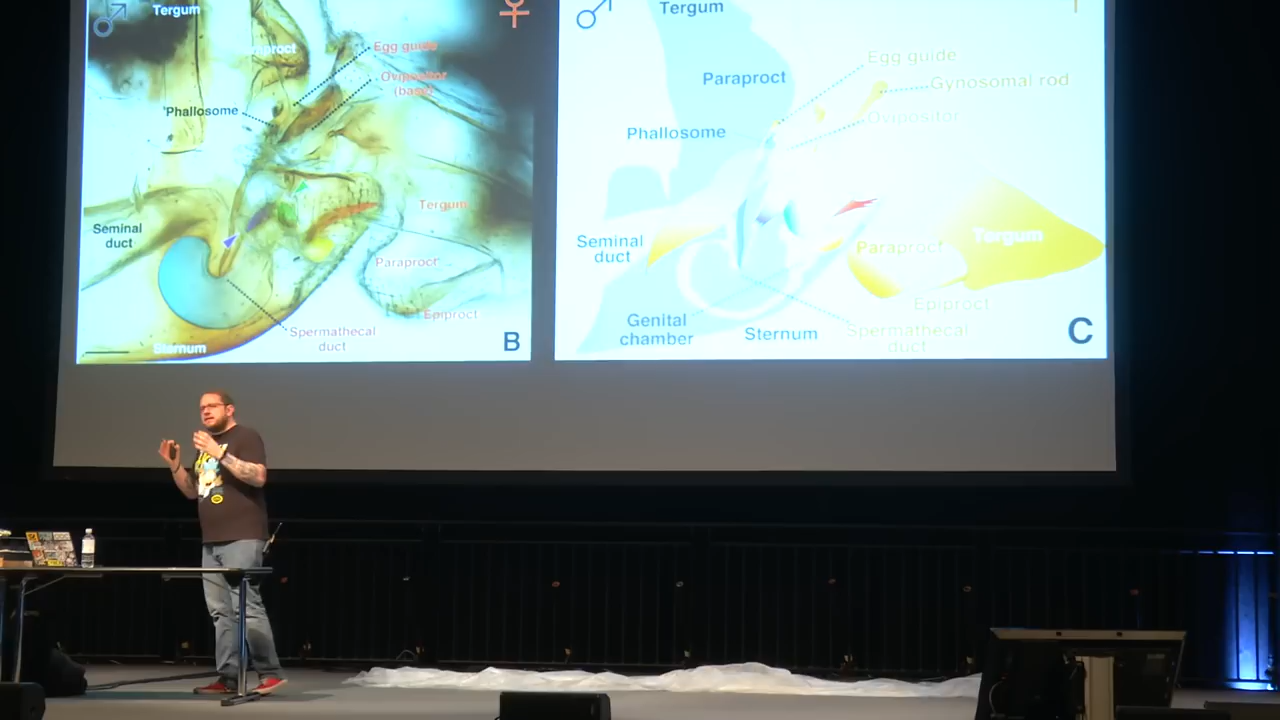 ♂
Tergum
♀
Egg guide
Ovipositor
(base)
Phallosome
Seminal
duct
Tergum
Paraproct
Epiproct
Spermathecal
duct
Sternum
B
♂
Tergum
Egg guide
Paraproct
Gynosomal rod
Ovipositor
Phallosome
Seminal
duct
Paraproct
Tergum
Epiproct
Genital
chamber
Sternum
Spermathecal
duct
C